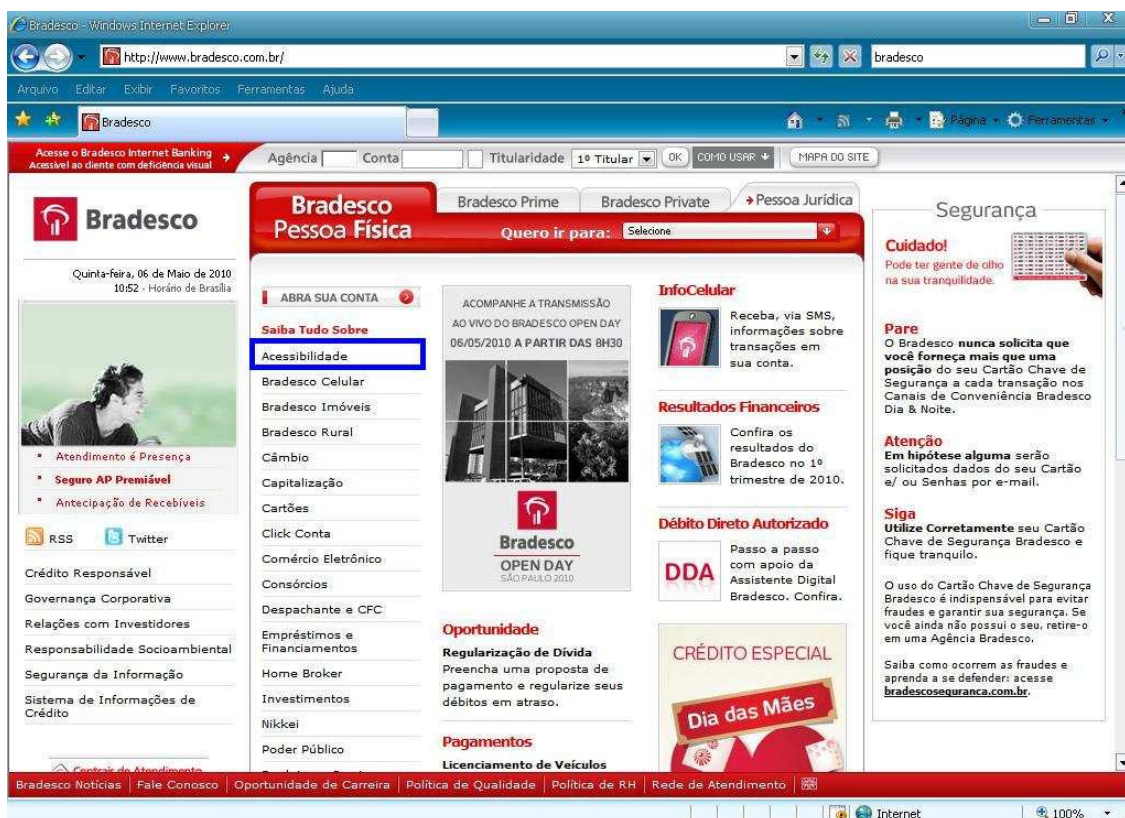 Bradesco - Windows Internet Explorer
http://www.bradesco.com.br/
bradesco
Arquivo Editar Exibir Favoritos Ferramentas Ajuda
Bradesco
Página Ferramentas
Acesse o Bradesco Internet Banking
Acessível ao cliente com deficiência visual
Agência Conta Titularidade 1º Titular OK COMO USAR MAPA DO SITE
Bradesco
Quinta-feira, 06 de Maio de 2010
10:52 - Horário de Brasília
Atendimento é Presença
Seguro AP Premiável
Antecipação de Recebíveis
RSS Twitter
Crédito Responsável
Governança Corporativa
Relações com Investidores
Responsabilidade Socioambiental
Segurança da Informação
Sistema de Informações de
Crédito
Centrais de Atendimento
Bradesco
Pessoa Física
Bradesco Prime
Bradesco Private
Pessoa Jurídica
Quero ir para: Selecione
ABRA SUA CONTA
Saiba Tudo Sobre
Acessibilidade
Bradesco Celular
Bradesco Imóveis
Bradesco Rural
Câmbio
Capitalização
Cartões
Click Conta
Comércio Eletrônico
Consórcios
Despachante e CFC
Empréstimos e
Financiamentos
Home Broker
Investimentos
Nikkei
Poder Público
ACOMPANHE A TRANSMISSÃO
AO VIVO DO BRADESCO OPEN DAY
06/05/2010 A PARTIR DAS 8H30
Bradesco
OPEN DAY
SÃO PAULO 2010
Oportunidade
Regularização de Dívida
Preencha uma proposta de
pagamento e regularize seus
débitos em atraso.
Pagamentos
Licenciamento de Veículos
InfoCelular
Receba, via SMS,
informações sobre
transações em
sua conta.
Resultados Financeiros
Confira os
resultados do
Bradesco no 1º
trimestre de 2010.
Débito Direto Autorizado
DDA
Passo a passo
com apoio da
Assistente Digital
Bradesco. Confira.
CRÉDITO ESPECIAL
Dia das Mães
Segurança
Cuidado!
Pode ter gente de olho
na sua tranquilidade.
Pare
O Bradesco nunca solicita que
você forneça mais que uma
posição do seu Cartão Chave de
Segurança a cada transação nos
Canais de Conveniência Bradesco
Dia & Noite.
Atenção
Em hipótese alguma serão
solicitados dados do seu Cartão
e/ ou Senhas por e-mail.
Siga
Utilize Corretamente seu Cartão
Chave de Segurança Bradesco e
fique tranquilo.
O uso do Cartão Chave de Segurança
Bradesco é indispensável para evitar
fraudes e garantir sua segurança. Se
você ainda não possui o seu, retire-o
em uma Agência Bradesco.
Saiba como ocorrem as fraudes e
aprenda a se defender: acesse
bradescoseguranca.com.br.
Bradesco Notícias Fale Conosco Oportunidade de Carreira Política de Qualidade Política de RH Rede de Atendimento
Internet 100%